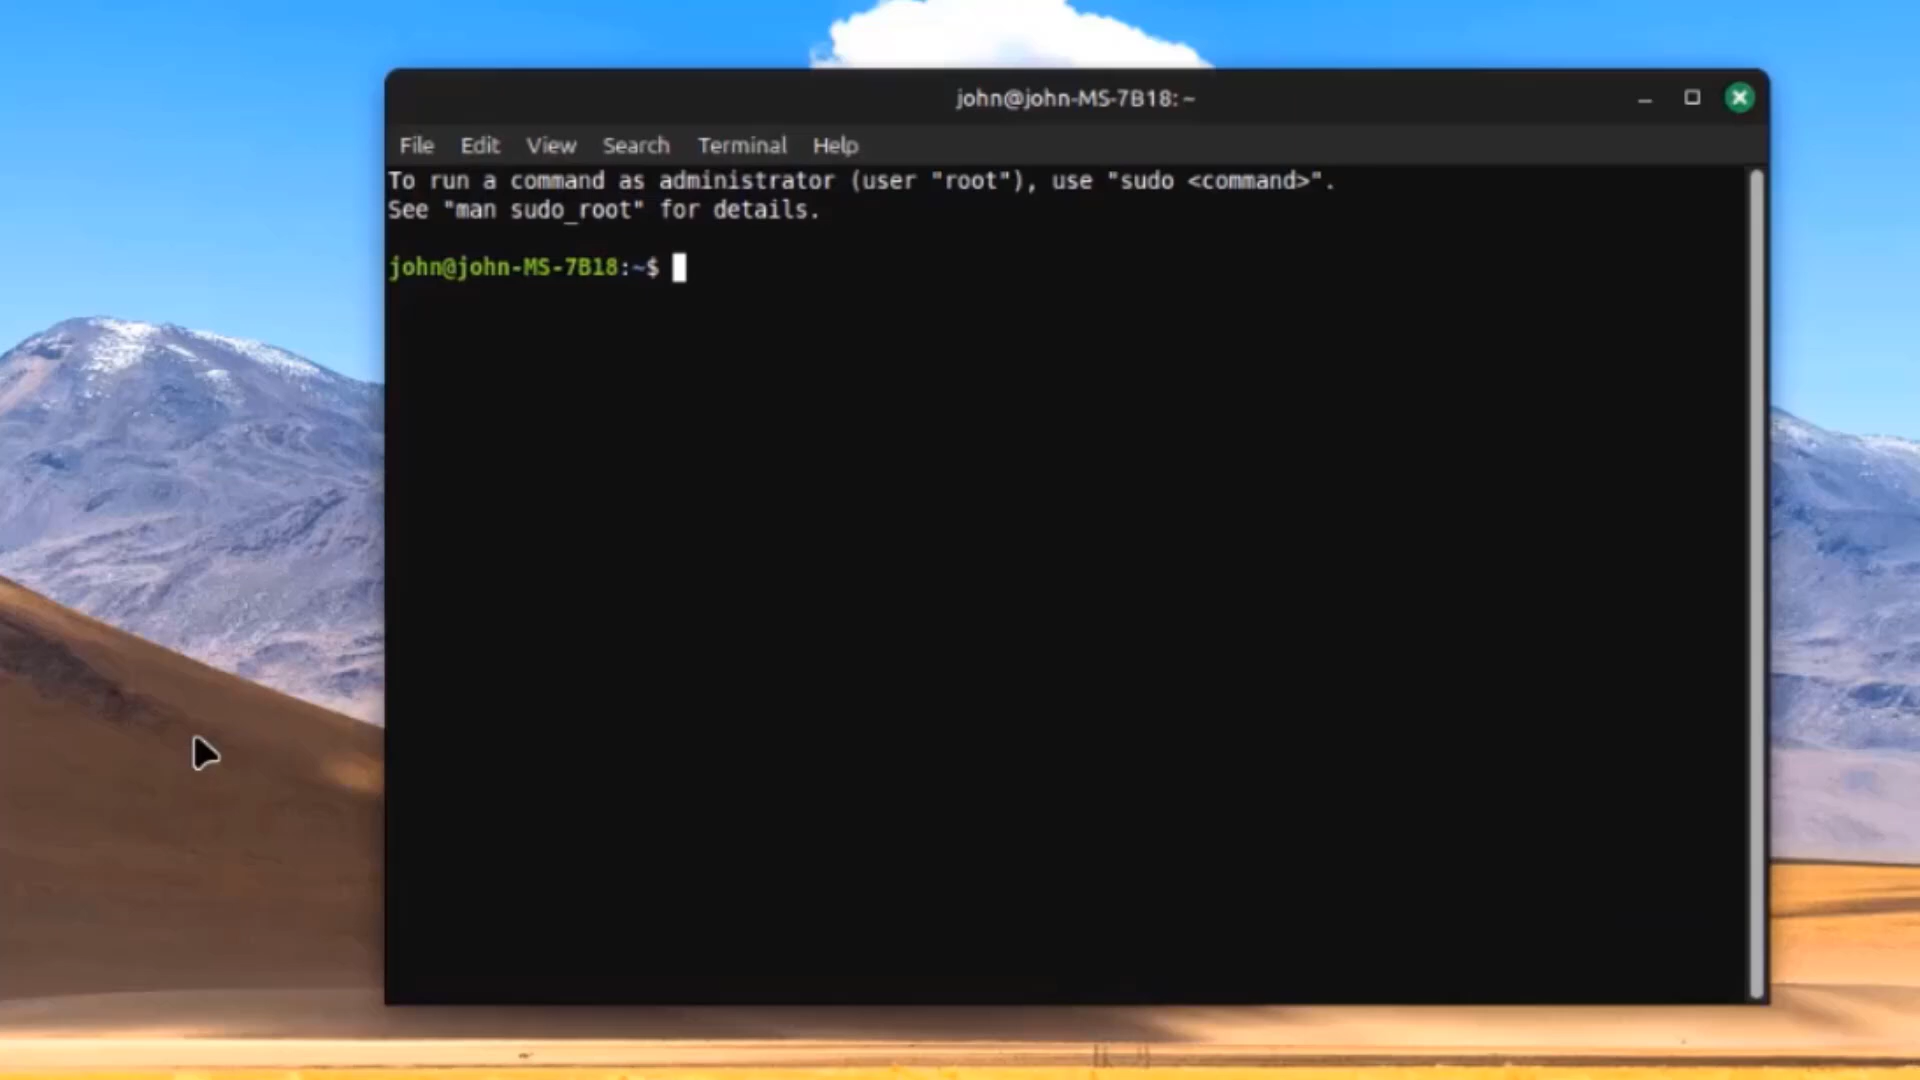 john@john-MS-7B18: ~
File Edit View Search Terminal Help
To run a command as administrator (user "root"), use "sudo <command>".
See "man sudo_root" for details.
john@john-MS-7B18:~$